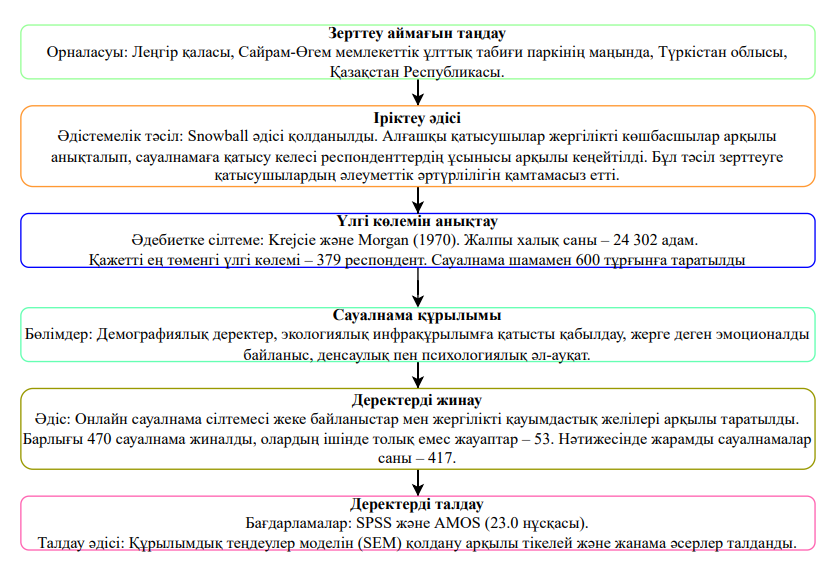 Зерттеу аймағын таңдау
Орналасуы: Леңгір қаласы, Сайрам-Өгем мемлекеттік ұлттық табиғи паркінің маңында, Түркістан облысы,
Қазақстан Республикасы.
Іріктеу әдісі
Әдістемелік тәсіл: Snowball әдісі қолданылды. Алғашқы қатысушылар жергілікті көшбасшылар арқылы
анықталып, сауалнамаға қатысу келесі респонденттердің ұсынысы арқылы кеңейтілді. Бұл тәсіл зерттеуге
қатысушылардың әлеуметтік әртүрлілігін қамтамасыз етті.
Үлгі көлемін анықтау
Әдебиетке сілтеме: Krejcie және Morgan (1970). Жалпы халық саны – 24 302 адам.
Қажетті ең төменгі үлгі көлемі – 379 респондент. Сауалнама шамамен 600 тұрғынға таратылды
Сауалнама құрылымы
Бөлімдер: Демографиялық деректер, экологиялық инфрақұрылымға қатысты қабылдау, жерге деген эмоционалды
байланыс, денсаулық пен психологиялық әл-ауқат.
Деректерді жинау
Әдіс: Онлайн сауалнама сілтемесі жеке байланыстар мен жергілікті қауымдастық желілері арқылы таратылды.
Барлығы 470 сауалнама жиналды, олардың ішінде толық емес жауаптар – 53. Нәтижесінде жарамды сауалнамалар
саны – 417.
Деректерді талдау
Бағдарламалар: SPSS және AMOS (23.0 нұсқасы).
Талдау әдісі: Құрылымдық теңдеулер моделін (SEM) қолдану арқылы тікелей және жанама әсерлер талданды.